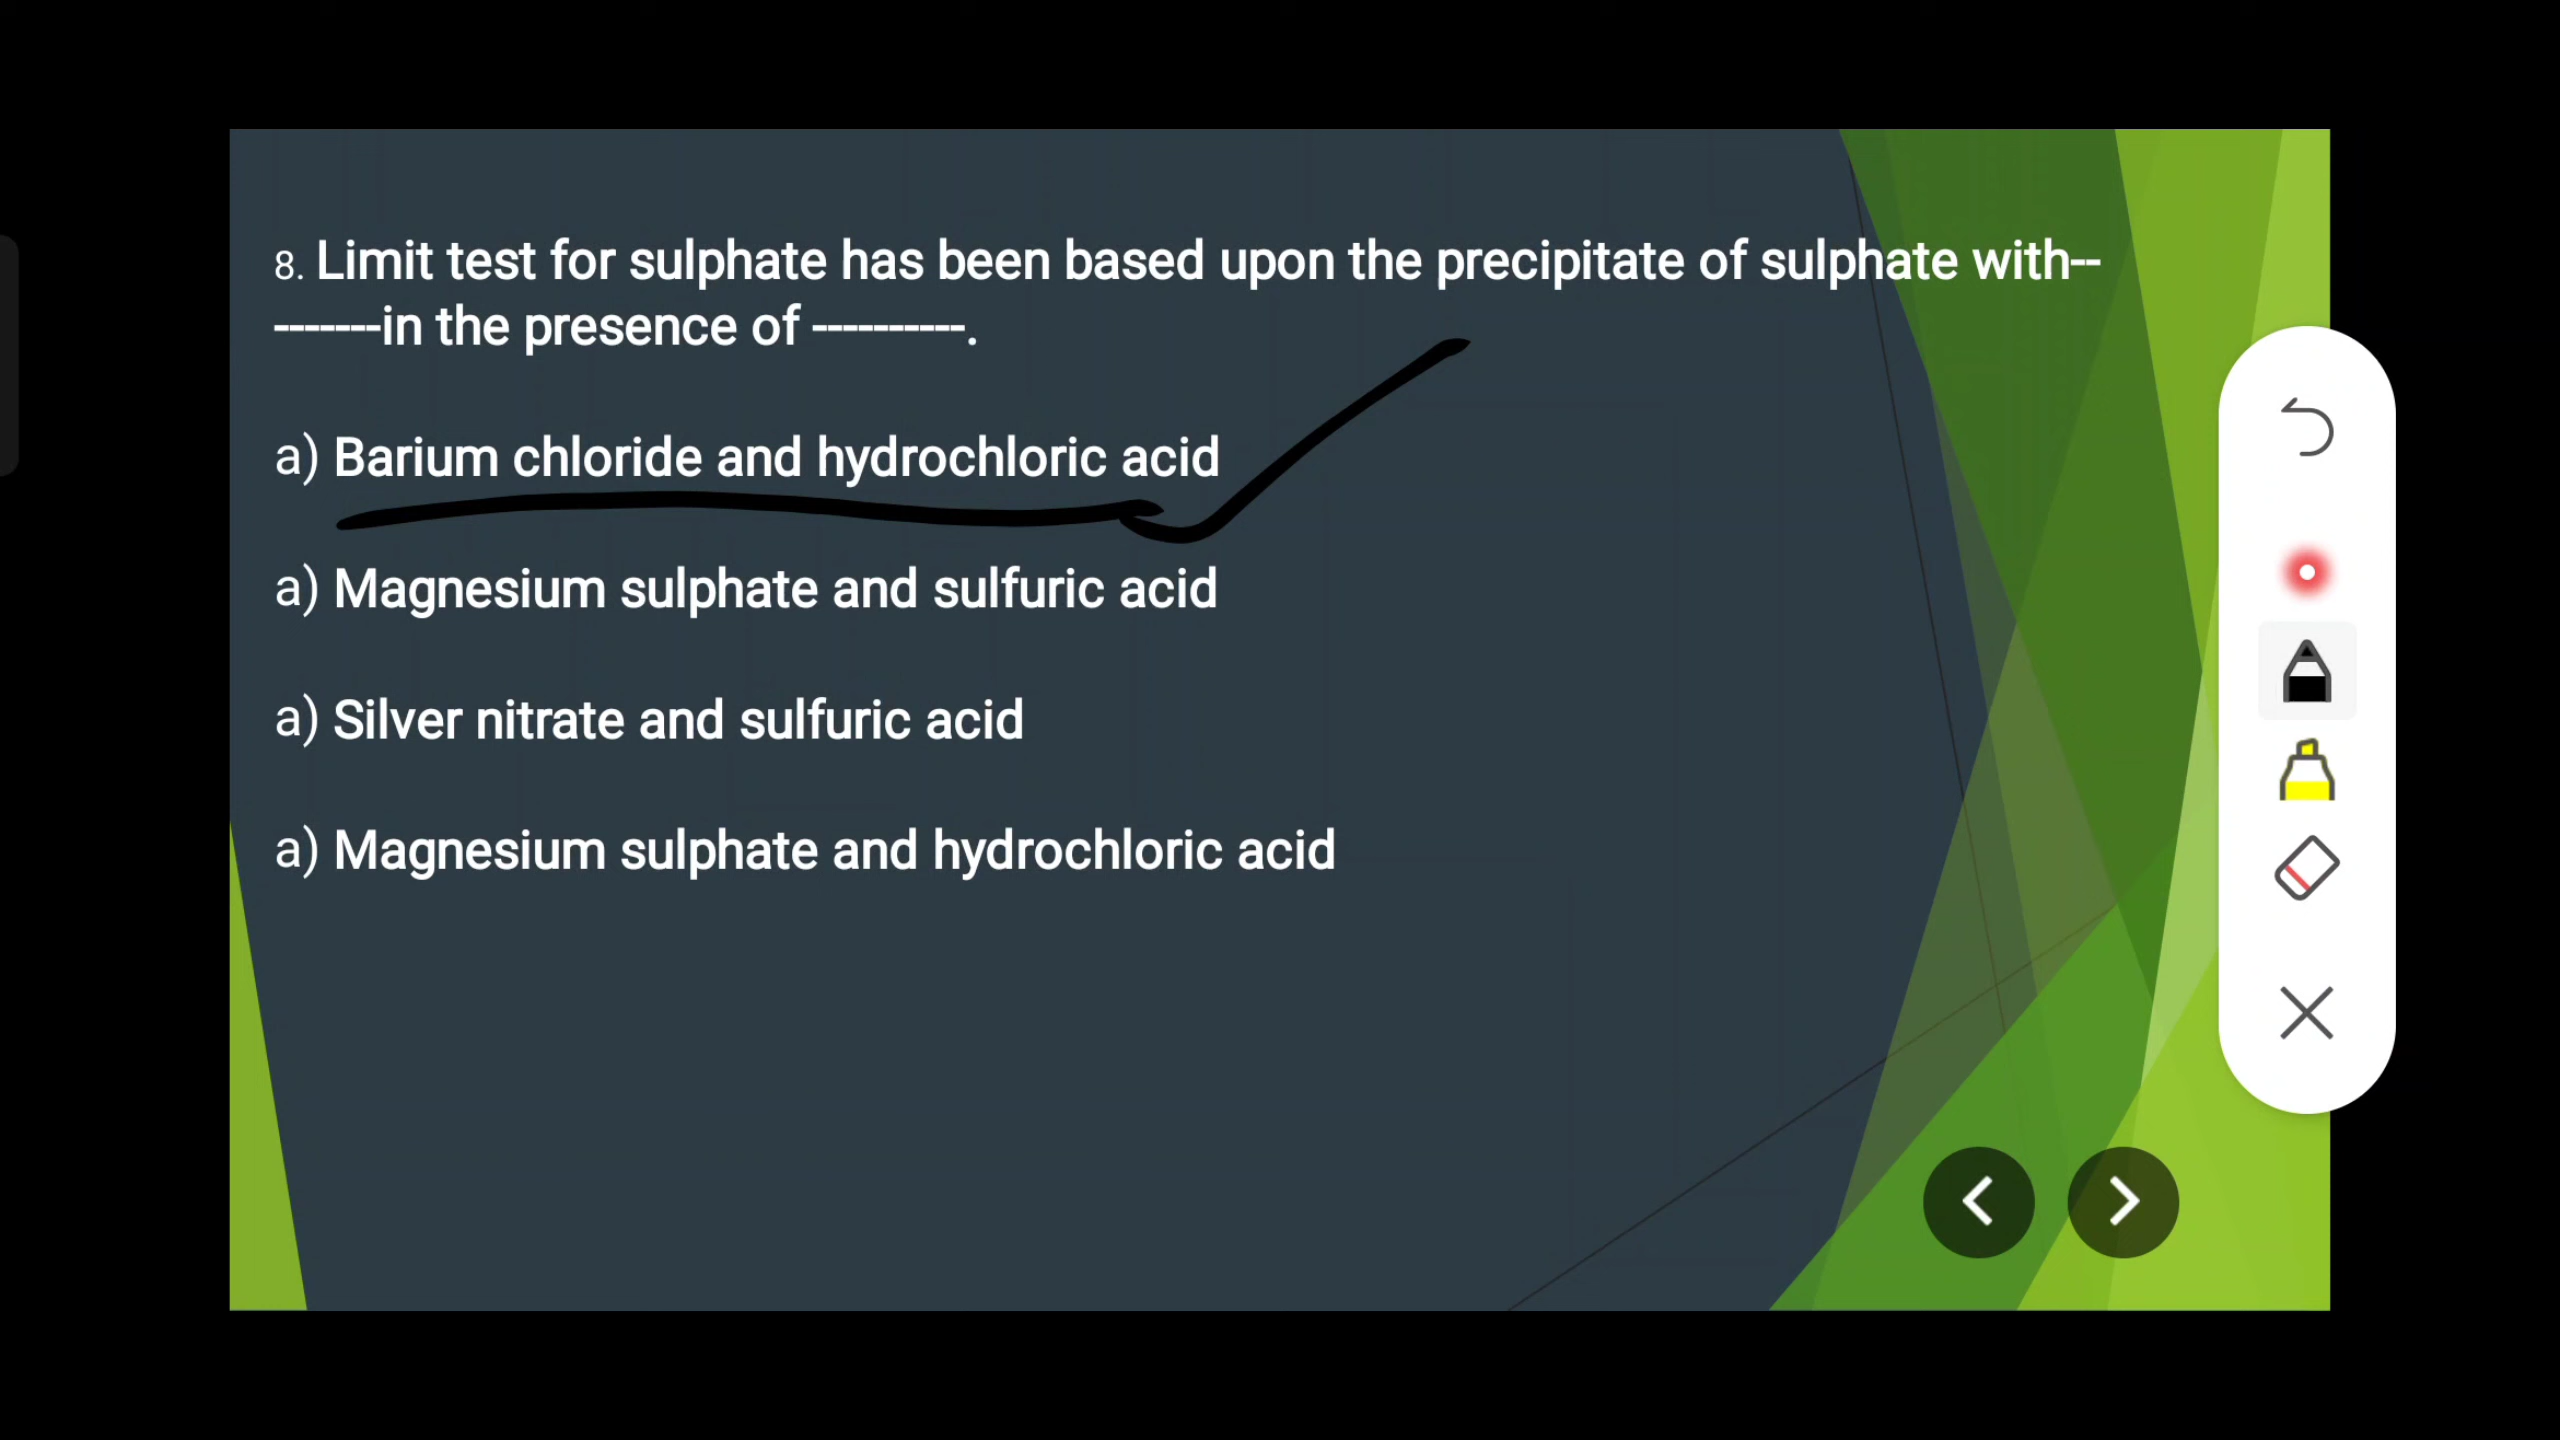 8. Limit test for sulphate has been based upon the precipitate of sulphate with--
-------in the presence of ----------.
a) Barium chloride and hydrochloric acid
a) Magnesium sulphate and sulfuric acid
a) Silver nitrate and sulfuric acid
a) Magnesium sulphate and hydrochloric acid